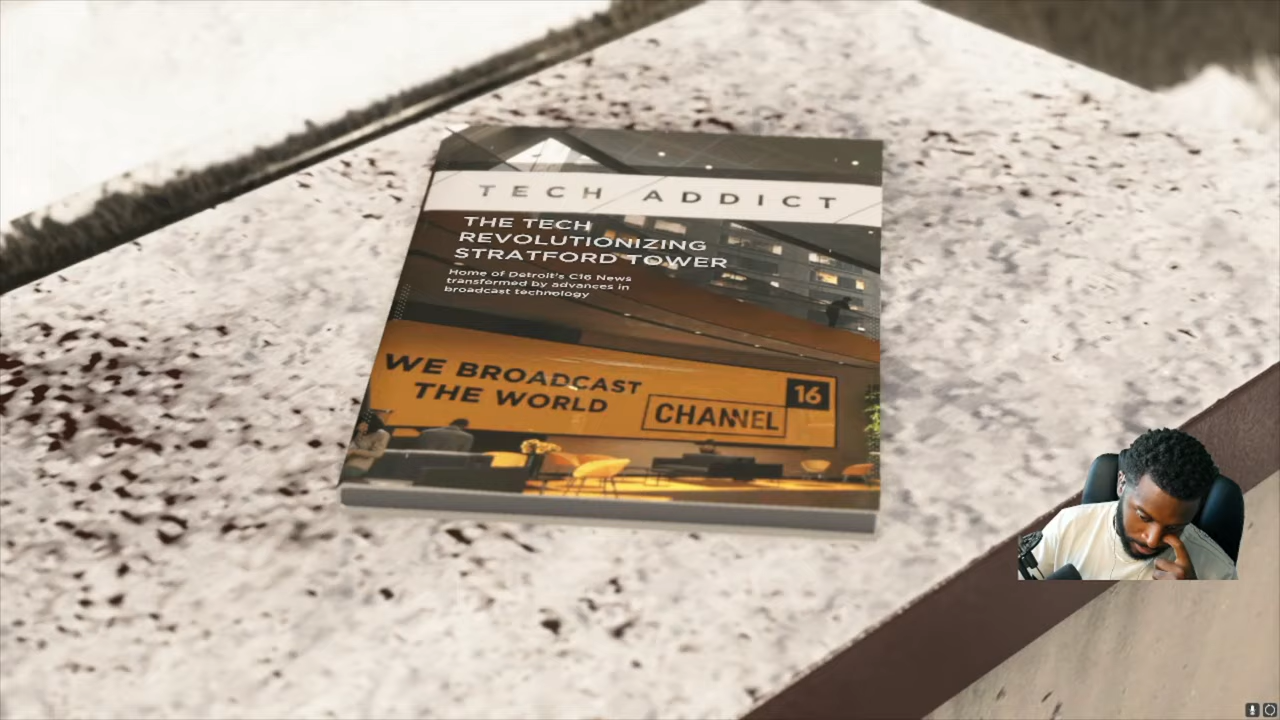 TECH ADDICT
THE TECH
REVOLUTIONIZING
STRATFORD TOWER
Home of Detroit's C16 News
transformed by advances in
broadcast technology
WE BROADCAST
THE WORLD
CHANNEL
16